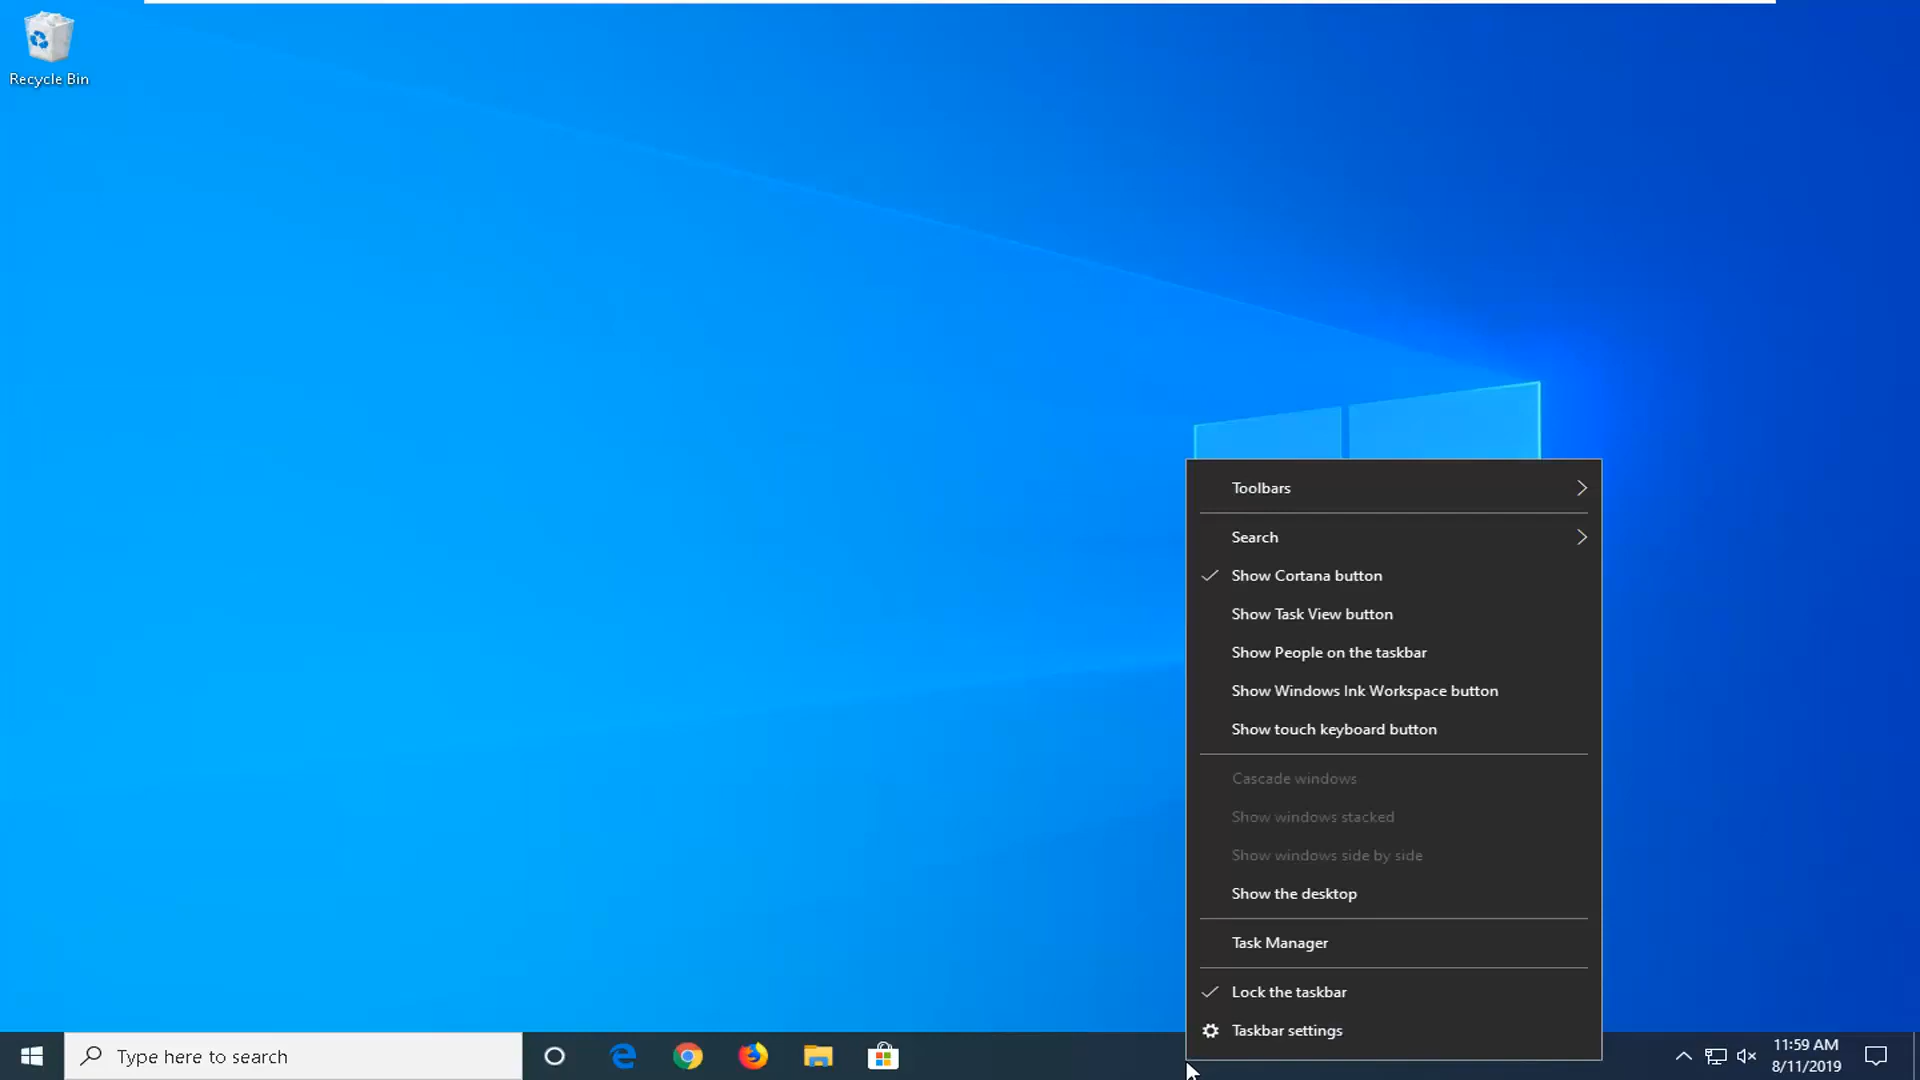 Recycle Bin
Toolbars
Search
Show Cortana button
Show Task View button
Show People on the taskbar
Show Windows Ink Workspace button
Show touch keyboard button
Cascade windows
Show windows stacked
Show windows side by side
Show the desktop
Task Manager
Lock the taskbar
Taskbar settings
Type here to search
11:59 AM
8/11/2019